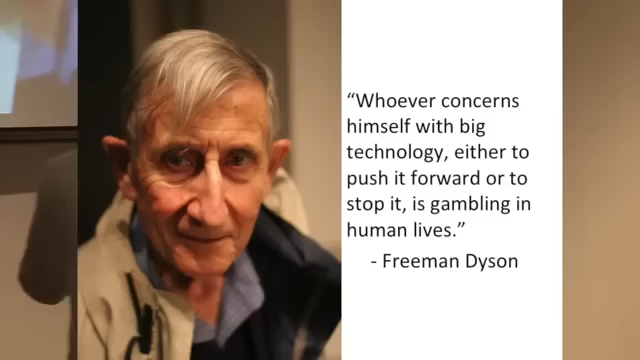 “Whoever concerns
himself with big
technology, either to
push it forward or to
stop it, is gambling in
human lives.”
- Freeman Dyson